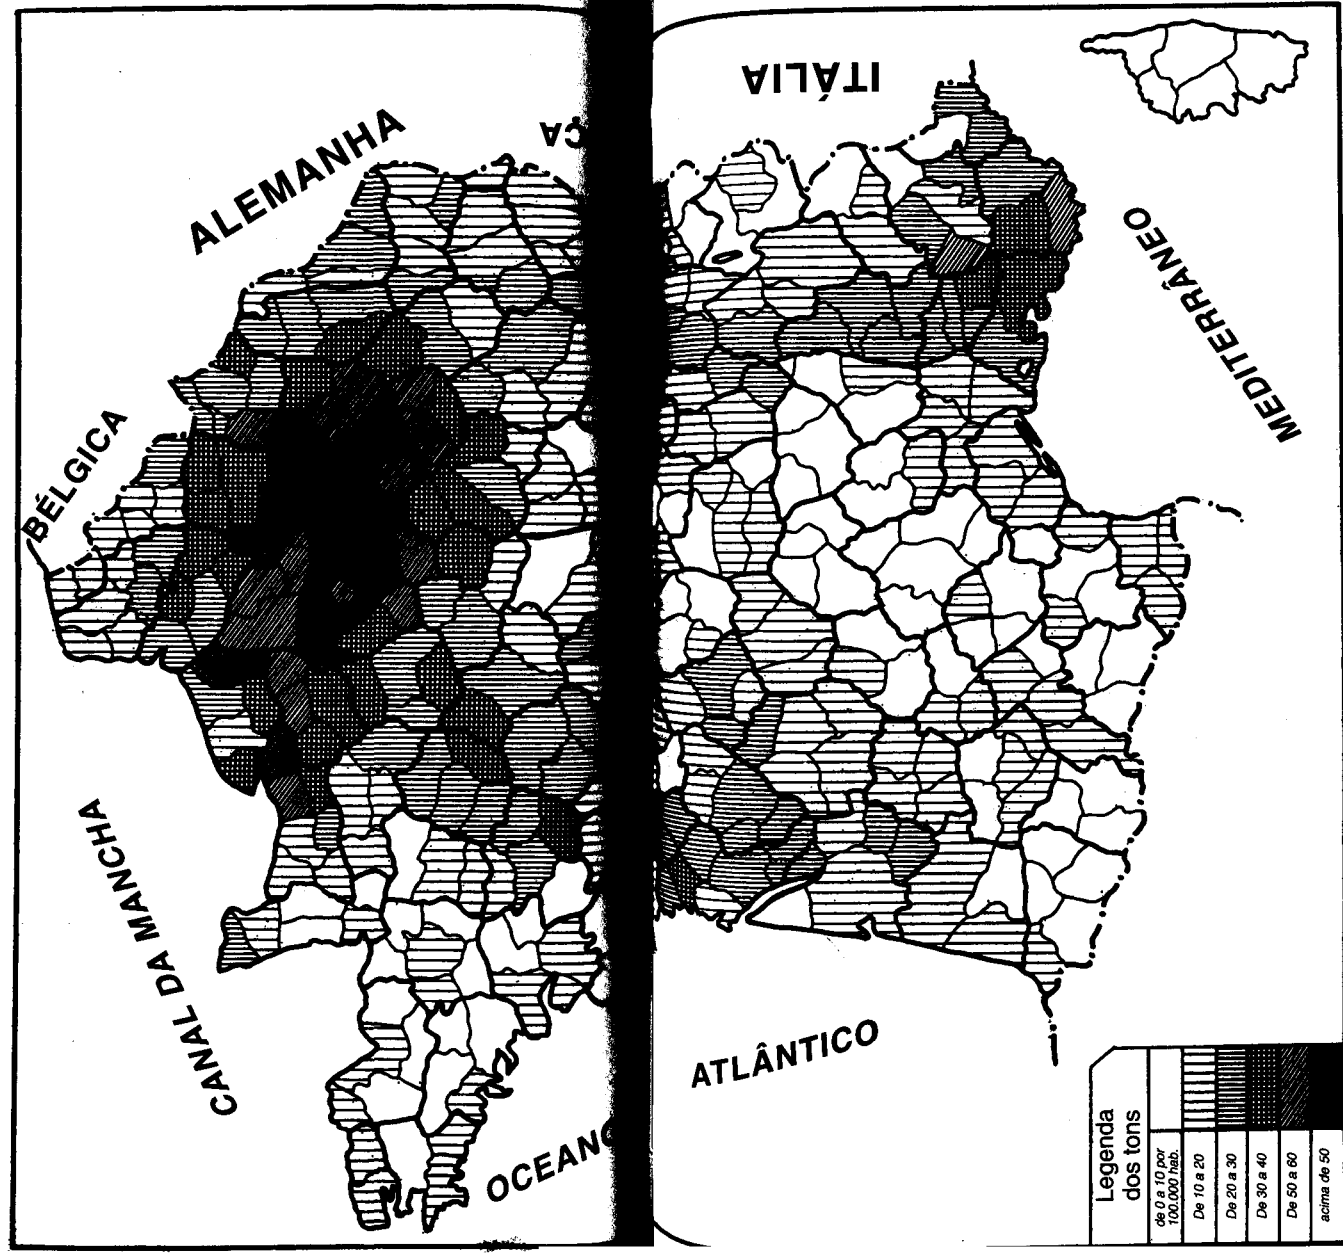 ALEMANHA
ÇA
ITÁLIA
BÉLGICA
MEDITERRÂNEO
CANAL DA MANCHA
OCEANO
ATLÂNTICO
Legenda
dos tons
de 0 a 10 por
100.000 hab.
De 10 a 20
De 20 a 30
De 30 a 40
De 50 a 60
acima de 50